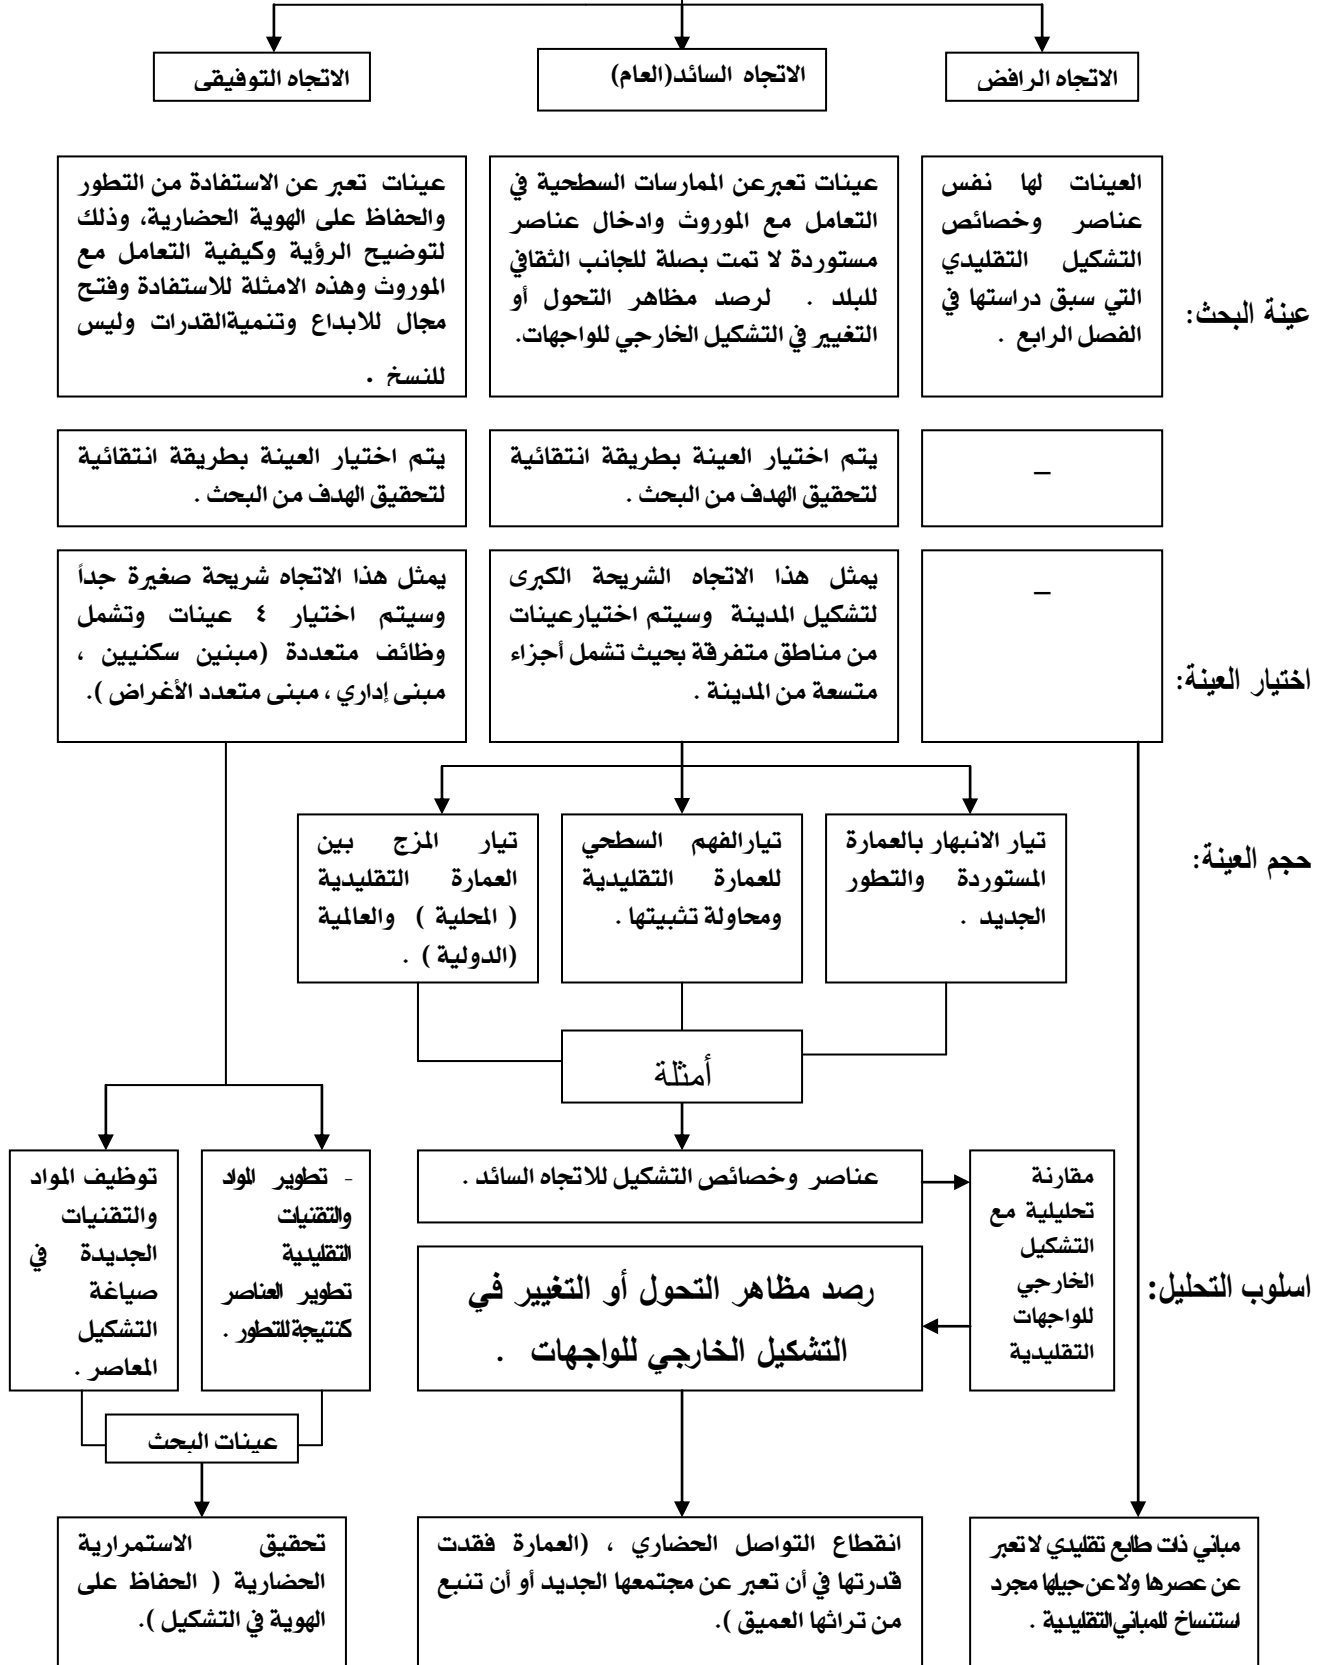 الاتجاه الرافض
الاتجاه السائد(العام)
الاتجاه التوفيقى
عينة البحث:
العينات لها نفس
عناصر وخصائص
التشكيل التقليدي
التي سبق دراستها في
الفصل الرابع .
عينات تعبرعن الممارسات السطحية في
التعامل مع الموروث وادخال عناصر
مستوردة لا تمت بصلة للجانب الثقافي
للبلد . لرصد مظاهر التحول أو
التغيير في التشكيل الخارجي للواجهات.
عينات تعبر عن الاستفادة من التطور
والحفاظ على الهوية الحضارية، وذلك
لتوضيح الرؤية وكيفية التعامل مع
الموروث وهذه الامثلة للاستفادة وفتح
مجال للابداع وتنميةالقدرات وليس
للنسخ .
–
يتم اختيار العينة بطريقة انتقائية
لتحقيق الهدف من البحث .
يتم اختيار العينة بطريقة انتقائية
لتحقيق الهدف من البحث .
اختيار العينة:
–
يمثل هذا الاتجاه الشريحة الكبرى
لتشكيل المدينة وسيتم اختيارعينات
من مناطق متفرقة بحيث تشمل أجزاء
متسعة من المدينة .
يمثل هذا الاتجاه شريحة صغيرة جداً
وسيتم اختيار ٤ عينات وتشمل
وظائف متعددة (مبنين سكنيين ،
مبنى إداري ، مبنى متعدد الأغراض ).
حجم العينة:
تيار الانبهار بالعمارة
المستوردة والتطور
الجديد .
تيارالفهم السطحي
للعمارة التقليدية
ومحاولة تثبيتها .
تيار المزج بين
العمارة التقليدية
( المحلية ) والعالمية
(الدولية ) .
أمثلة
اسلوب التحليل:
مقارنة
تحليلية مع
التشكيل
الخارجي
للواجهات
التقليدية
عناصر وخصائص التشكيل للاتجاه السائد .
رصد مظاهر التحول أو التغيير في
التشكيل الخارجي للواجهات .
- تطوير المواد
والتقنيات
التقليدية
تطوير العناصر
كنتيجة للتطور .
توظيف المواد
والتقنيات
الجديدة في
صياغة
التشكيل
المعاصر .
عينات البحث
مباني ذات طابع تقليدي لا تعبر
عن عصرها ولاعن جيلها مجرد
استنساخ للمباني التقليدية .
انقطاع التواصل الحضاري ، (العمارة فقدت
قدرتها في أن تعبر عن مجتمعها الجديد أو أن تنبع
من تراثها العميق ).
تحقيق الاستمرارية
الحضارية ( الحفاظ على
الهوية في التشكيل ).